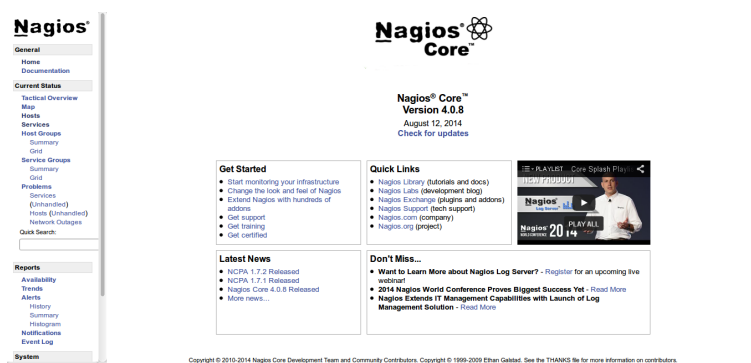 Nagios®
General
Home
Documentation
Current Status
Tactical Overview
Map
Hosts
Services
Host Groups
Summary
Grid
Service Groups
Summary
Grid
Problems
Services
(Unhandled)
Hosts (Unhandled)
Network Outages
Quick Search:
Reports
Availability
Trends
Alerts
History
Summary
Histogram
Notifications
Event Log
System
Nagios®
Core™
Nagios® Core™
Version 4.0.8
August 12, 2014
Check for updates
Get Started
Start monitoring your infrastructure
Change the look and feel of Nagios
Extend Nagios with hundreds of
addons
Get support
Get training
Get certified
Quick Links
Nagios Library (tutorials and docs)
Nagios Labs (development blog)
Nagios Exchange (plugins and addons)
Nagios Support (tech support)
Nagios.com (company)
Nagios.org (project)
PLAYLIST Core Splash
NEW PRODUCT
Nagios
Log Server
PLAY ALL
Nagios
WORLD CONFERENCE
Latest News
NCPA 1.7.2 Released
NCPA 1.7.1 Released
Nagios Core 4.0.8 Released
More news...
Don't Miss...
Want to Learn More about Nagios Log Server? - Register for an upcoming live
webinar!
2014 Nagios World Conference Proves Biggest Success Yet - Read More
Nagios Extends IT Management Capabilities with Launch of Log
Management Solution - Read More
Copyright © 2010-2014 Nagios Core Development Team and Community Contributors. Copyright © 1999-2009 Ethan Galstad. See the THANKS file for more information on contributors.